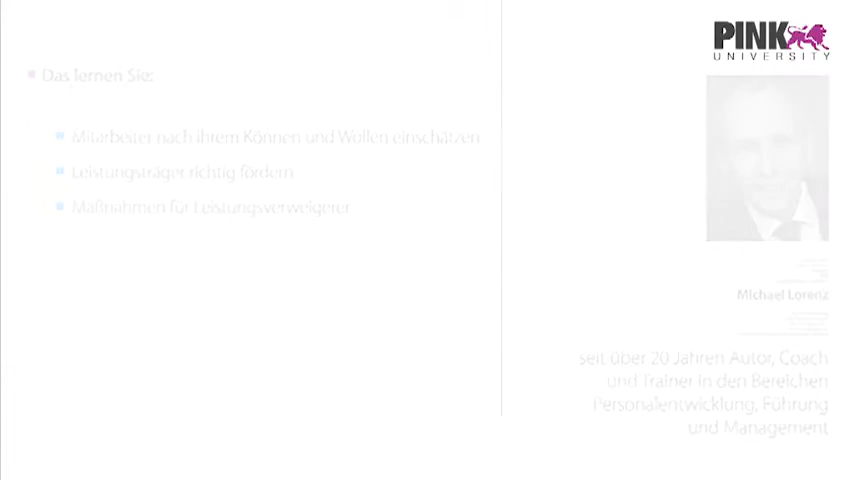 PINK
UNIVERSITY
Das lernen Sie:
Mitarbeiter nach ihrem Können und Wollen einschätzen
Leistungsträger richtig fördern
Maßnahmen für Leistungsverweigerer
Michael Lorenz
seit über 20 Jahren Autor, Coach
und Trainer in den Bereichen
Personalentwicklung, Führung
und Management